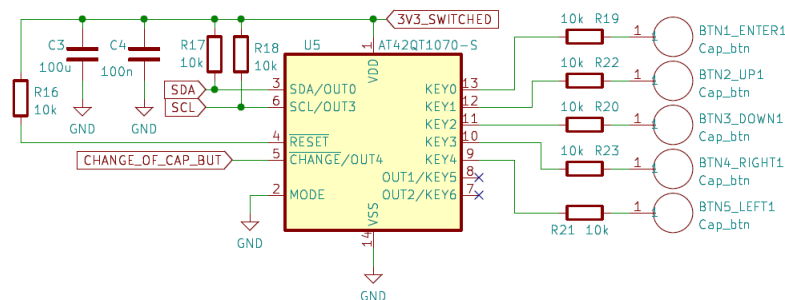 3V3_SWITCHED
10k R19
1
BTN1_ENTER1
Cap_btn
C3
100u
C4
100n
R17
10k
R18
10k
U5
AT42QT1070-S
1
VDD
R16
10k
GND
GND
SDA
3
SDA/OUT0
SCL
6
SCL/OUT3
4
RESET
CHANGE_OF_CAP_BUT
5
CHANGE/OUT4
2
MODE
GND
KEY0
13
KEY1
12
KEY2
11
KEY3
10
KEY4
9
OUT1/KEY5
8
OUT2/KEY6
7
VSS
14
GND
10k R22
1
BTN2_UP1
Cap_btn
10k R20
1
BTN3_DOWN1
Cap_btn
10k R23
1
BTN4_RIGHT1
Cap_btn
R21 10k
1
BTN5_LEFT1
Cap_btn